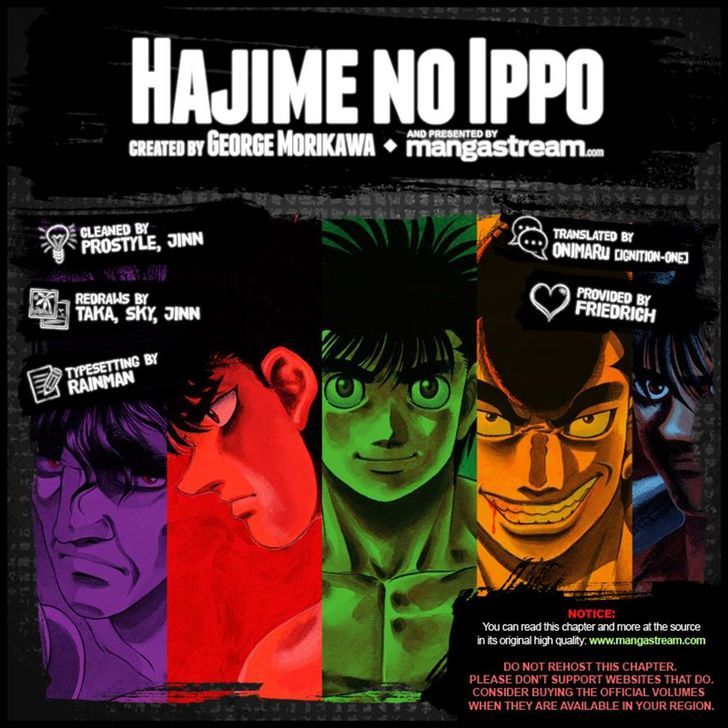 HAJIME NO IPPO
CREATED BY GEORGE MORIKAWA ◆ AND PRESENTED BY mangastream.com
CLEANED BY
PROSTYLE, JINN
REDRAWS BY
TAKA, SKY, JINN
TYPESETTING BY
RAINMAN
TRANSLATED BY
ONIMARU [IGNITION-ONE]
PROVIDED BY
FRIEDRICH
NOTICE:
You can read this chapter and more at the source
in its original high quality: www.mangastream.com
DO NOT REHOST THIS CHAPTER.
PLEASE DON'T SUPPORT WEBSITES THAT DO.
CONSIDER BUYING THE OFFICIAL VOLUMES
WHEN THEY ARE AVAILABLE IN YOUR REGION.